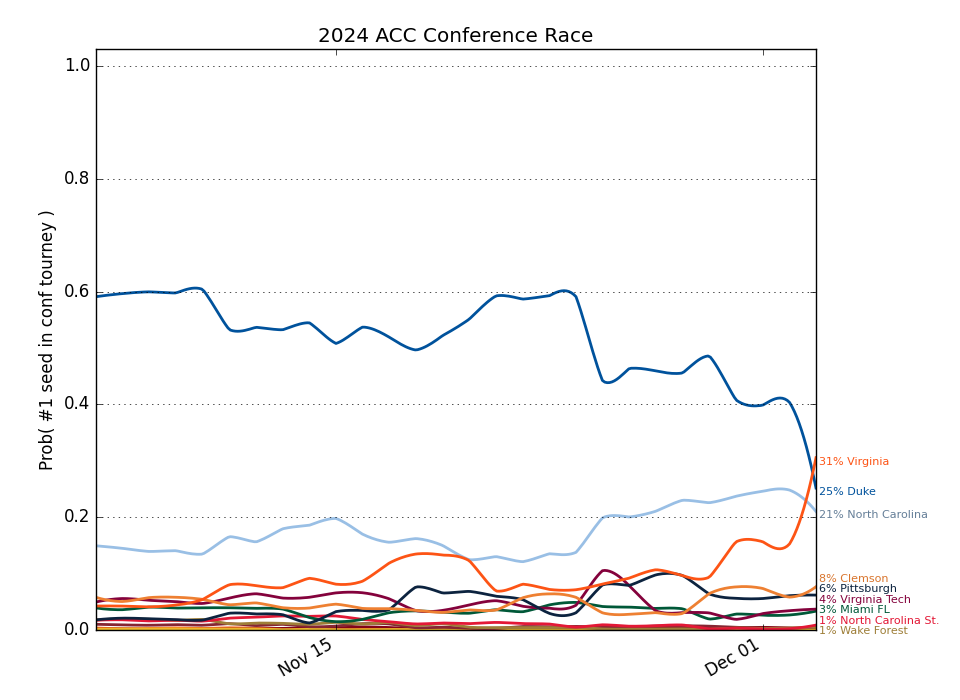 2024 ACC Conference Race
Prob( #1 seed in conf tourney )
1.0
0.8
0.6
0.4
0.2
0.0
Nov 15
Dec 01
31% Virginia
25% Duke
21% North Carolina
8% Clemson
6% Pittsburgh
4% Virginia Tech
3% Miami FL
1% North Carolina St.
1% Wake Forest